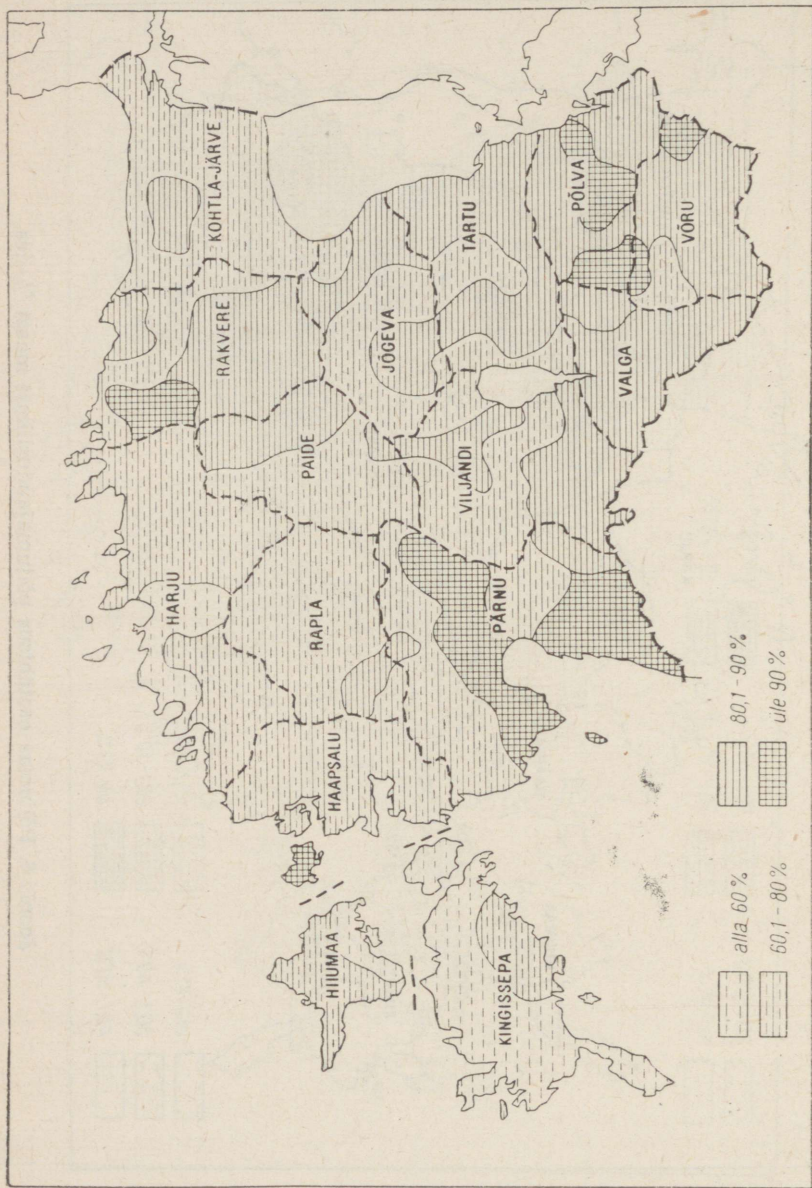 KOHTLA-JÄRVE
RAKVERE
HARJU
PAIDE
JÕGEVA
TARTU
RAPLA
HAAPSALU
HIIUMAA
VILJANDI
PÕLVA
PÄRNU
VÕRU
VALGA
KINGISSEPA
alla 60 %
60,1 - 80 %
80,1 - 90 %
üle 90 %